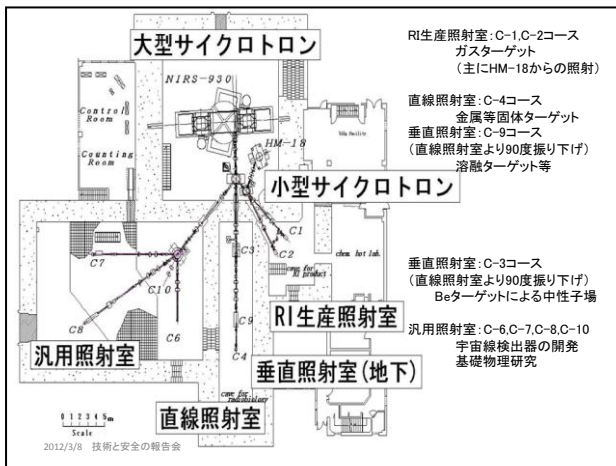 大型サイクロトロン
NIRS-930
Control
Room
Counting
Room
HM-18
小型サイクロトロン
C1
C2
C3
chem. hot lab.
C7
C10
C8
C6
C9
C4
cave for
RI product
RI生産照射室
汎用照射室
垂直照射室(地下)
cave for
radiobiology
直線照射室
0 1 2 3 4 5m
Scale
2012/3/8 技術と安全の報告会
RI生産照射室:C-1,C-2コース
ガスターゲット
(主にHM-18からの照射)
直線照射室:C-4コース
金属等固体ターゲット
垂直照射室:C-9コース
(直線照射室より90度振り下げ)
溶融ターゲット等
垂直照射室:C-3コース
(直線照射室より90度振り下げ)
Beターゲットによる中性子場
汎用照射室:C-6,C-7,C-8,C-10
宇宙線検出器の開発
基礎物理研究